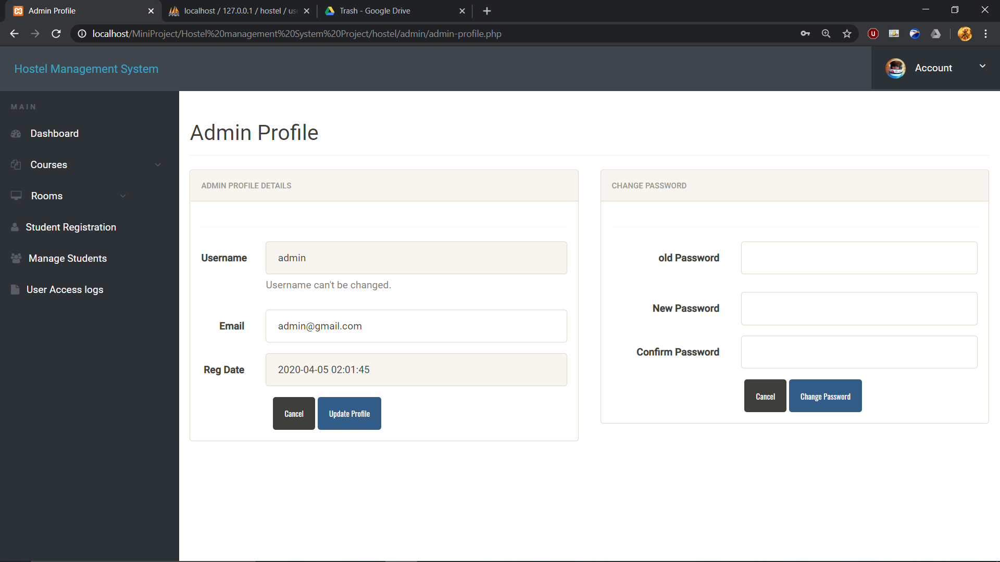 Admin Profile
localhost / 127.0.0.1 / hostel / us
Trash - Google Drive
localhost/MiniProject/Hostel%20management%20System%20Project/hostel/admin/admin-profile.php
Hostel Management System
Account
MAIN
Dashboard
Courses
Rooms
Student Registration
Manage Students
User Access logs
Admin Profile
ADMIN PROFILE DETAILS
Username
admin
Username can't be changed.
Email
admin@gmail.com
Reg Date
2020-04-05 02:01:45
Cancel
Update Profile
CHANGE PASSWORD
old Password
New Password
Confirm Password
Cancel
Change Password